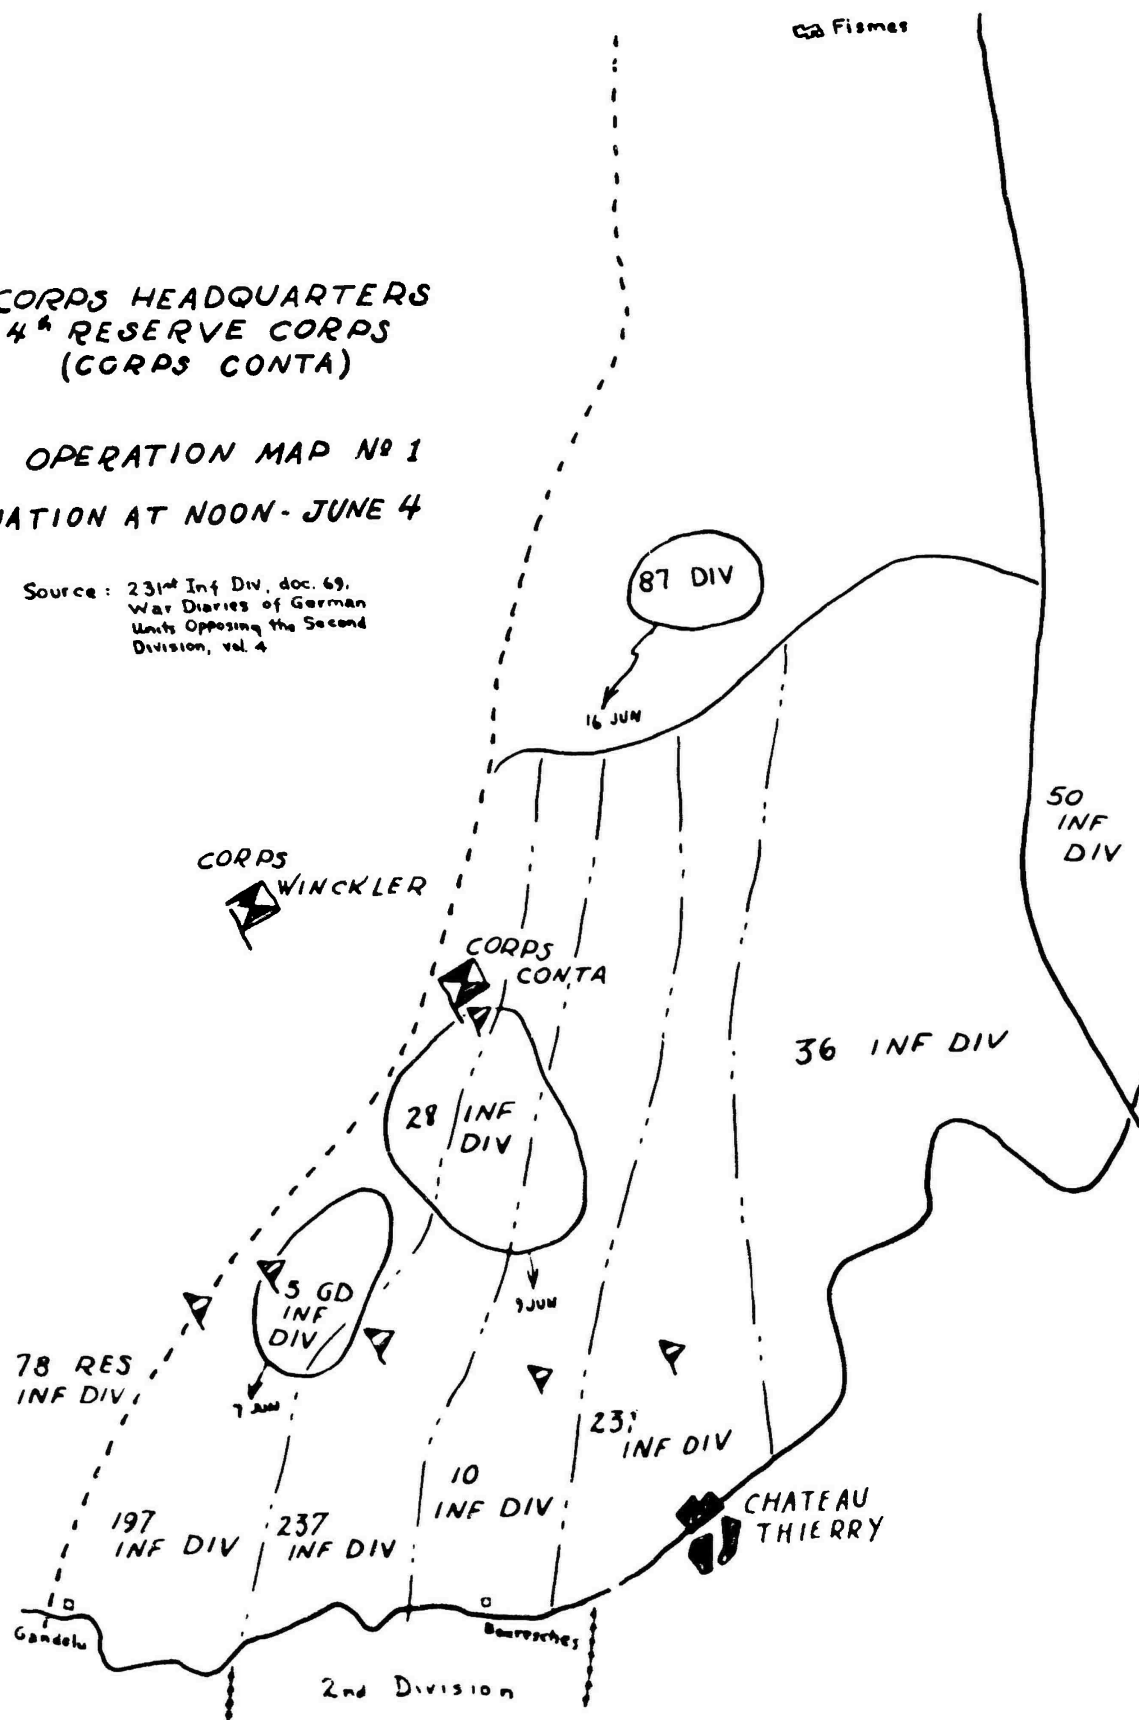 Fismes
CORPS HEADQUARTERS
4th RESERVE CORPS
(CORPS CONTA)
OPERATION MAP Nº 1
UATION AT NOON - JUNE 4
Source: 231st Inf Div, doc. 69,
War Diaries of German
Units Opposing the Second
Division, vol. 4
87 DIV
16 JUN
50
INF
DIV
CORPS
WINCKLER
CORPS
CONTA
36 INF DIV
28 INF
DIV
5 GD
INF
DIV
9 JUN
78 RES
INF DIV
7 JUN
231
INF DIV
10
INF DIV
CHATEAU
THIERRY
197
INF DIV
237
INF DIV
Gandelu
Bouresches
2nd Division